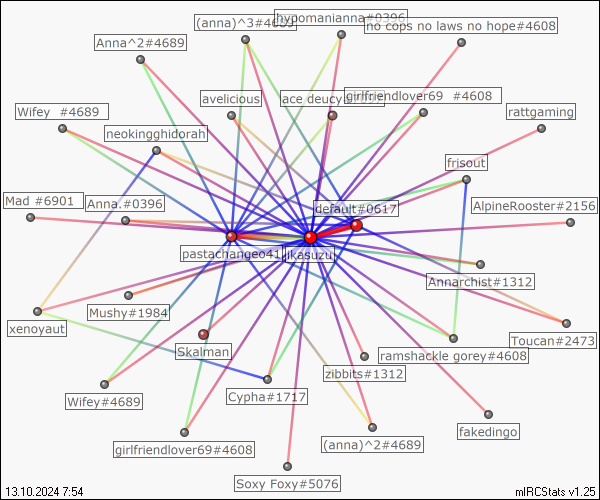 (anna)^3#4689
hypomanianna#0396
no cops no laws no hope#4608
Anna^2#4689
avelicious
ace deucy
girlfriendlover69 #4608
Wifey #4689
rattgaming
neokingghidorah
frisout
Mad #6901
Anna.#0396
default#0617
AlpineRooster#2156
pastachangeo41
jikasuzu
Annarchist#1312
Mushy#1984
xenoyaut
Toucan#2473
Skalman
ramshackle gorey#4608
zibbits#1312
Wifey#4689
Cypha#1717
fakedingo
girlfriendlover69#4608
(anna)^2#4689
Soxy Foxy#5076
13.10.2024 7:54
mIRCStats v1.25